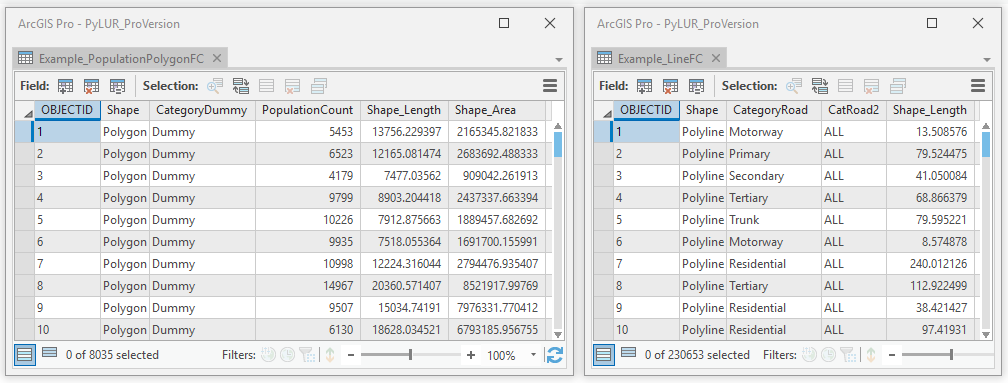 ArcGIS Pro - PyLUR_ProVersion
Example_PopulationPolygonFC
Field: Selection:
OBJECTID Shape CategoryDummy PopulationCount Shape_Length Shape_Area
1 Polygon Dummy 5453 13756.229397 2165345.821833
2 Polygon Dummy 6523 12165.081474 2683692.488333
3 Polygon Dummy 4179 7477.03562 909042.261913
4 Polygon Dummy 9799 8903.204418 2437337.663394
5 Polygon Dummy 10226 7912.875663 1889457.682692
6 Polygon Dummy 9935 7518.055364 1691700.155991
7 Polygon Dummy 10998 12224.316044 2794476.935407
8 Polygon Dummy 14967 20360.571407 8521917.99769
9 Polygon Dummy 9507 15034.74191 7976331.770412
10 Polygon Dummy 6130 18628.034521 6793185.956755
0 of 8035 selected Filters: 100%
ArcGIS Pro - PyLUR_ProVersion
Example_LineFC
Field: Selection:
OBJECTID Shape CategoryRoad CatRoad2 Shape_Length
1 Polyline Motorway ALL 13.508576
2 Polyline Primary ALL 79.524475
3 Polyline Secondary ALL 41.050084
4 Polyline Tertiary ALL 68.866379
5 Polyline Trunk ALL 79.595221
6 Polyline Motorway ALL 8.574878
7 Polyline Residential ALL 240.012126
8 Polyline Tertiary ALL 112.922499
9 Polyline Residential ALL 38.421427
10 Polyline Residential ALL 97.41931
0 of 230653 selected Filters: